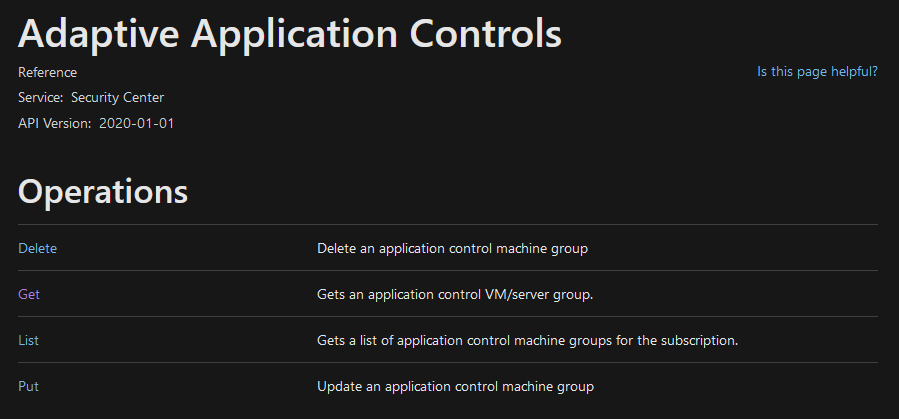 Adaptive Application Controls
Reference
Is this page helpful?
Service: Security Center
API Version: 2020-01-01
Operations
Delete
Delete an application control machine group
Get
Gets an application control VM/server group.
List
Gets a list of application control machine groups for the subscription.
Put
Update an application control machine group